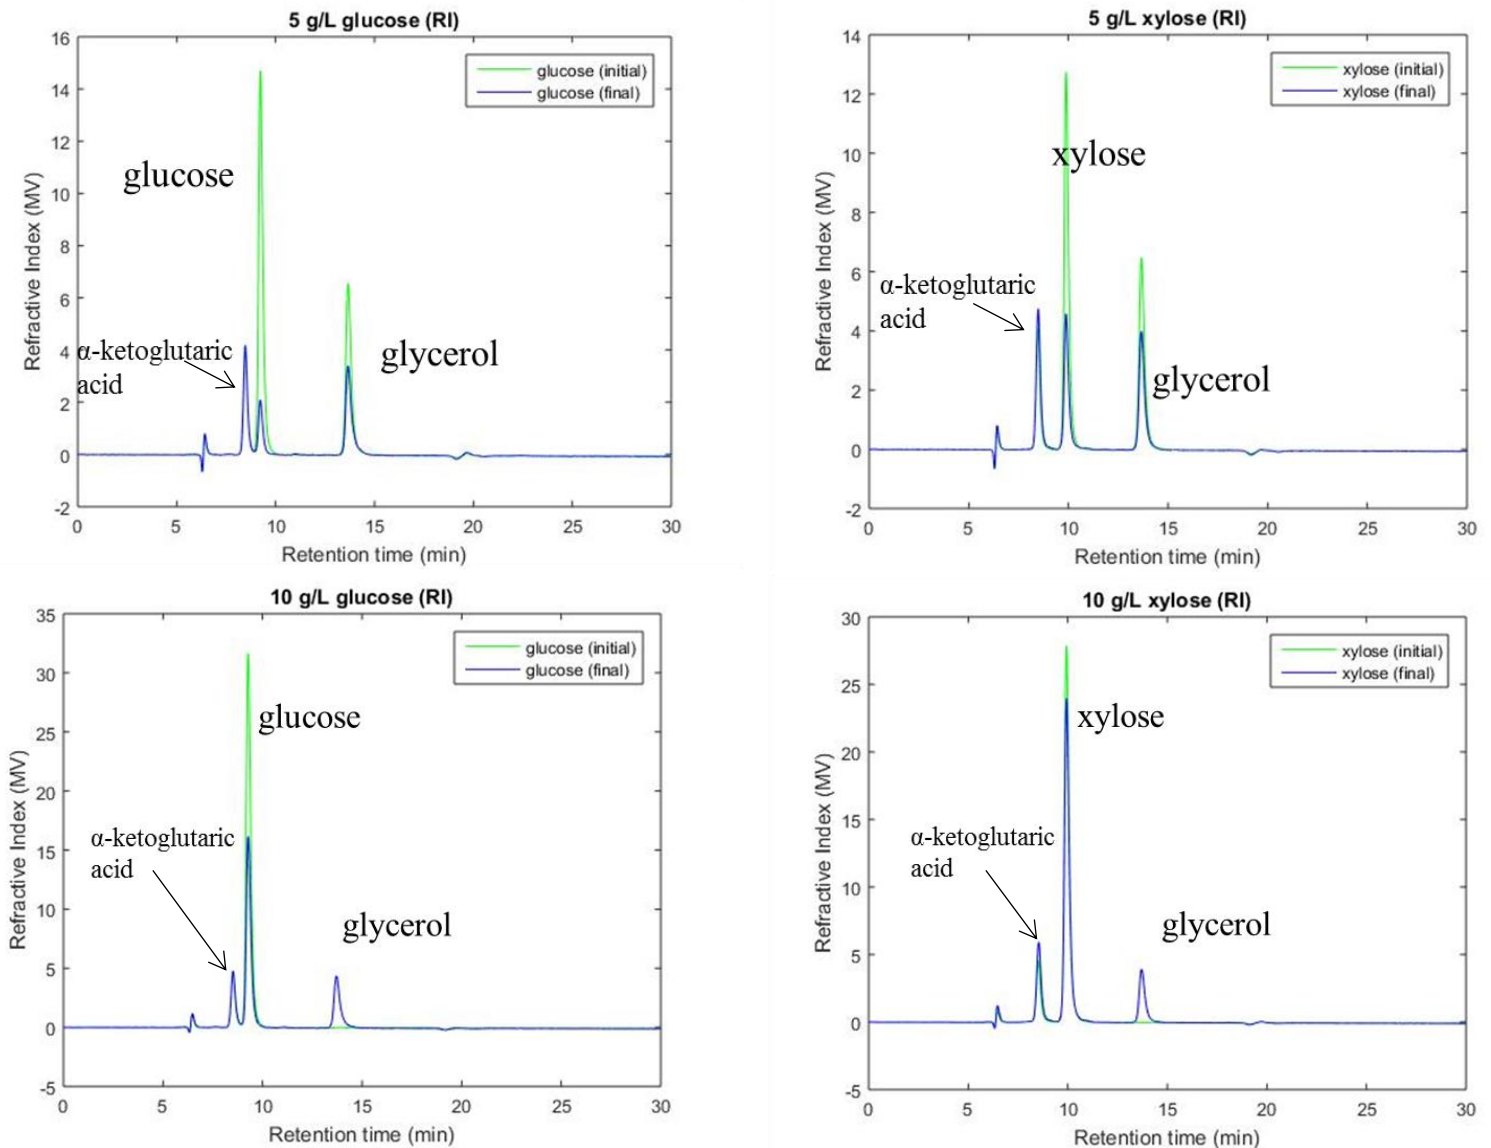 5 g/L glucose (RI)
16
14
12
10
8
6
4
2
0
-2
Refractive Index (MV)
glucose (initial)
glucose (final)
glucose
α-ketoglutaric
acid
glycerol
0 5 10 15 20 25 30
Retention time (min)
5 g/L xylose (RI)
14
12
10
8
6
4
2
0
-2
Refractive Index (MV)
xylose (initial)
xylose (final)
xylose
α-ketoglutaric
acid
glycerol
0 5 10 15 20 25 30
Retention time (min)
10 g/L glucose (RI)
35
30
25
20
15
10
5
0
-5
Refractive Index (MV)
glucose (initial)
glucose (final)
glucose
α-ketoglutaric
acid
glycerol
0 5 10 15 20 25 30
Retention time (min)
10 g/L xylose (RI)
30
25
20
15
10
5
0
-5
Refractive Index (MV)
xylose (initial)
xylose (final)
xylose
α-ketoglutaric
acid
glycerol
0 5 10 15 20 25 30
Retention time (min)